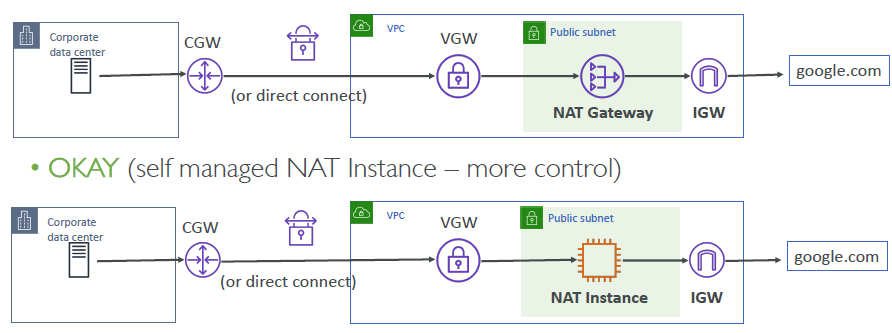 Corporate
data center
CGW
(or direct connect)
VPC
VGW
Public subnet
NAT Gateway
IGW
google.com
• OKAY (self managed NAT Instance – more control)
Corporate
data center
CGW
(or direct connect)
VPC
VGW
Public subnet
NAT Instance
IGW
google.com